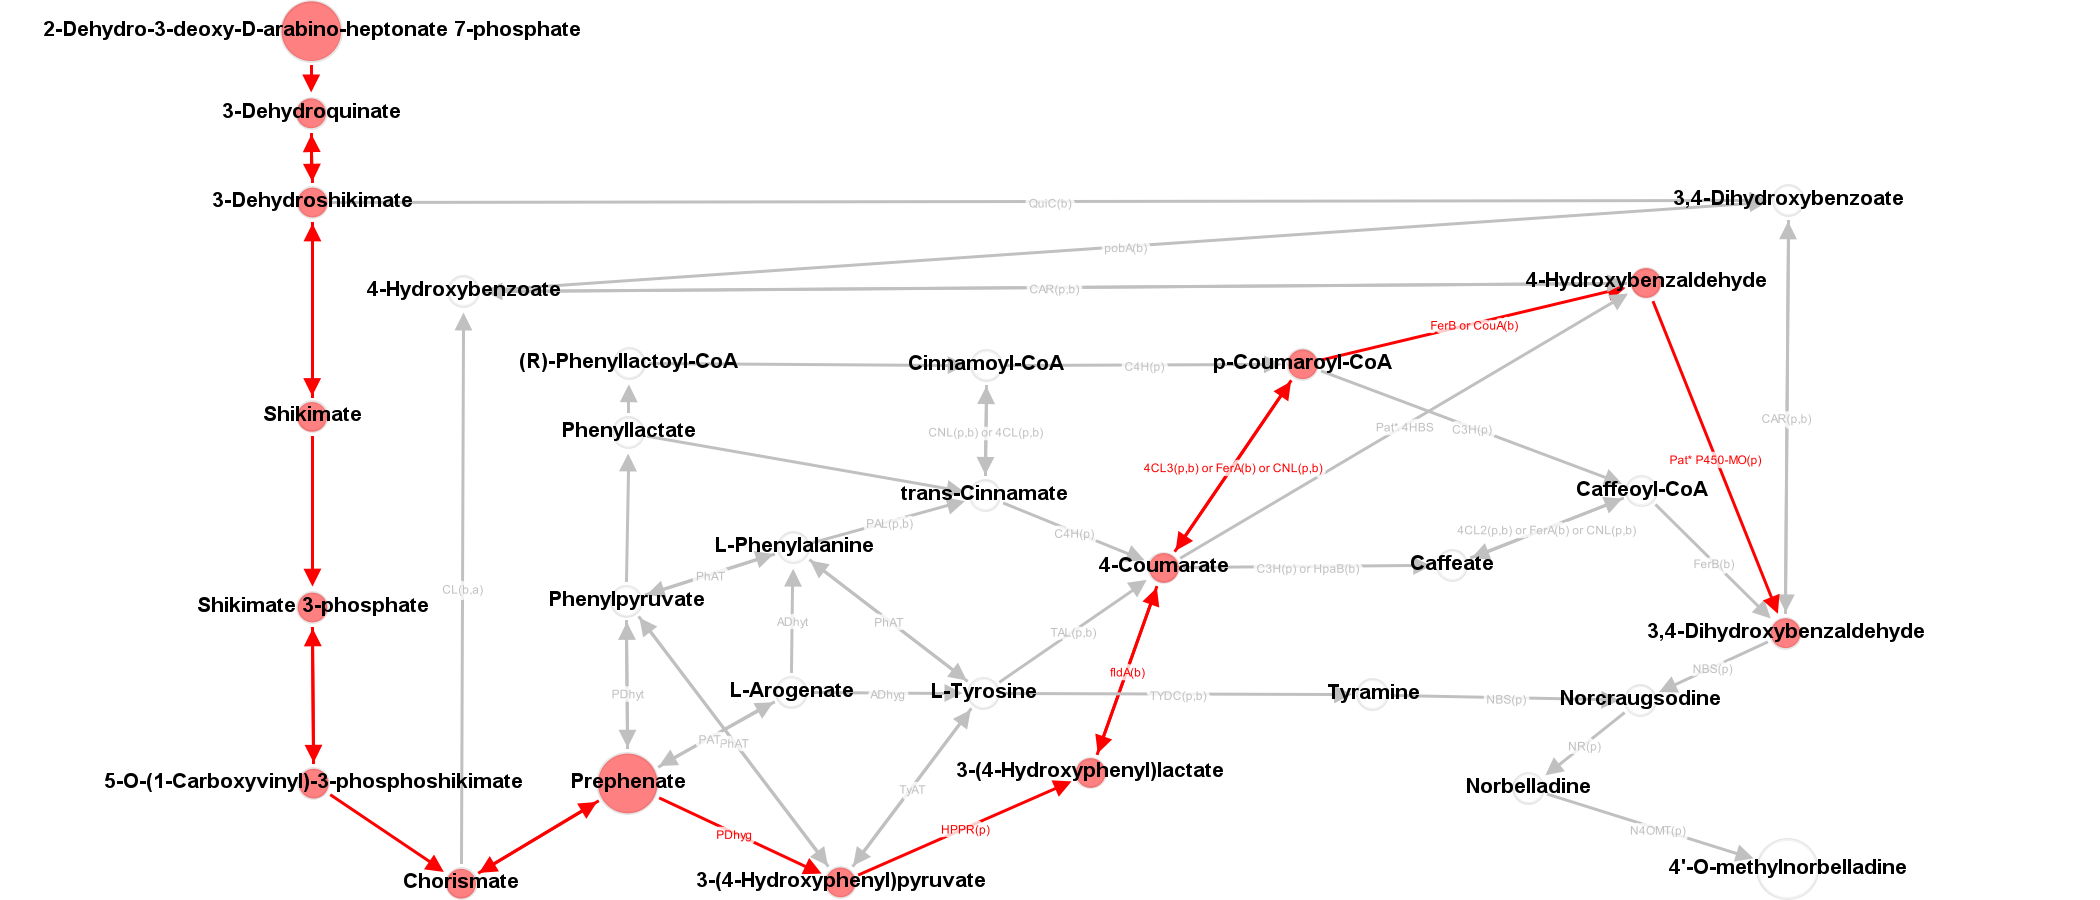 2-Dehydro-3-deoxy-D-arabino-heptonate 7-phosphate
3-Dehydroquinate
3-Dehydroshikimate
QuiC(b)
3,4-Dihydroxybenzoate
pobA(b)
4-Hydroxybenzoate
CAR(p,b)
4-Hydroxybenzaldehyde
FerB or CouA(b)
(R)-Phenyllactoyl-CoA
Cinnamoyl-CoA
C4H(p)
p-Coumaroyl-CoA
Shikimate
Phenyllactate
CNL(p,b) or 4CL(p,b)
Pat* 4HBS
C3H(p)
CAR(p,b)
4CL3(p,b) or FerA(b) or CNL(p,b)
Pat* P450-MO(p)
trans-Cinnamate
Caffeoyl-CoA
PAL(p,b)
C4H(p)
4CL2(p,b) or FerA(b) or CNL(p,b)
L-Phenylalanine
4-Coumarate
C3H(p) or HpaB(b)
Caffeate
FerB(b)
PhAT
CL(b,a)
Shikimate 3-phosphate
Phenylpyruvate
ADhyt
PhAT
TAL(p,b)
3,4-Dihydroxybenzaldehyde
fldA(b)
NBS(p)
PDhyt
L-Arogenate
ADhyg
L-Tyrosine
TYDC(p,b)
Tyramine
NBS(p)
Norcraugsodine
PAT
PhAT
NR(p)
5-O-(1-Carboxyvinyl)-3-phosphoshikimate
Prephenate
TyAT
3-(4-Hydroxyphenyl)lactate
Norbelladine
PDhyg
HPPR(p)
N4OMT(p)
Chorismate
3-(4-Hydroxyphenyl)pyruvate
4'-O-methylnorbelladine